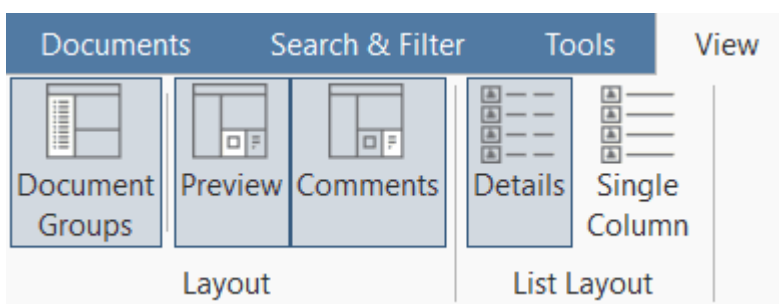 Documents Search & Filter Tools View
Document Groups Preview Comments Details Single Column
Layout List Layout